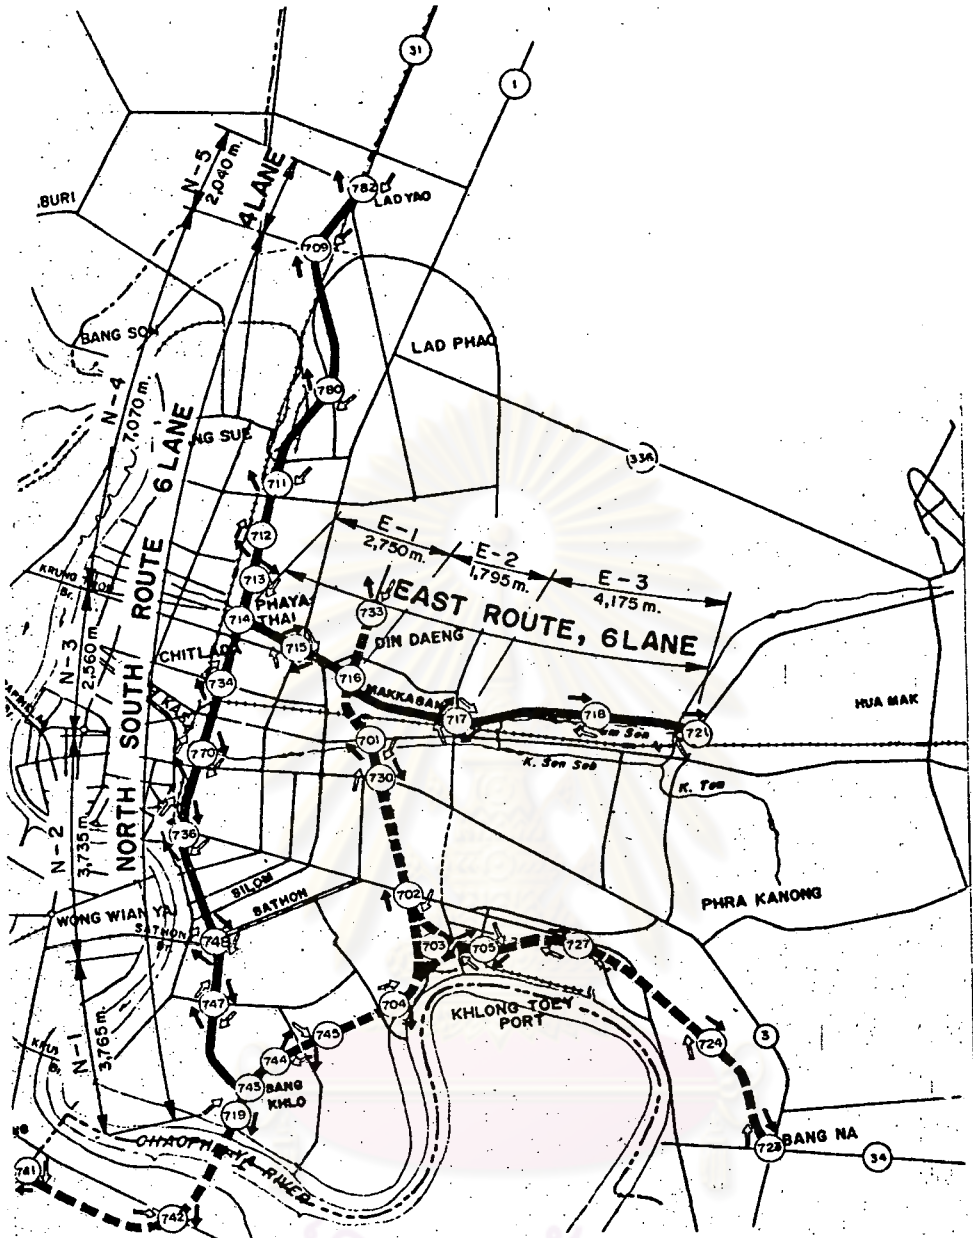 31
1
N-5
2,040 m.
4 LANE
782
LADYAO
.BURI
709
BANG SON
LAD PHAO
N-4
7,070 m.
780
6 LANE
NG SUE
336
711
E-1
2,750 m.
712
E-2
1,795 m.
E-3
4,175 m.
713
EAST ROUTE, 6 LANE
PHAYA
THAI
733
DIN DAENG
714
715
N-3
2,560 m
CHITLADA
ROUTE
734
716
MAKKASAN
HUA MAK
717
718
721
701
K. Sen Seb
K. Ton
770
730
SOUTH
NORTH
736
N-2
3,735 m.
SILOM
SATHON
702
PHRA KANONG
WONG WIAN YA
SATHON
Br.
748
703
705
727
747
704
KHLONG TOEY
PORT
745
744
724
3
N-1
3,765 m.
743
BANG
KHLO
719
CHAOPHRAYA RIVER
723
BANG NA
34
741
742